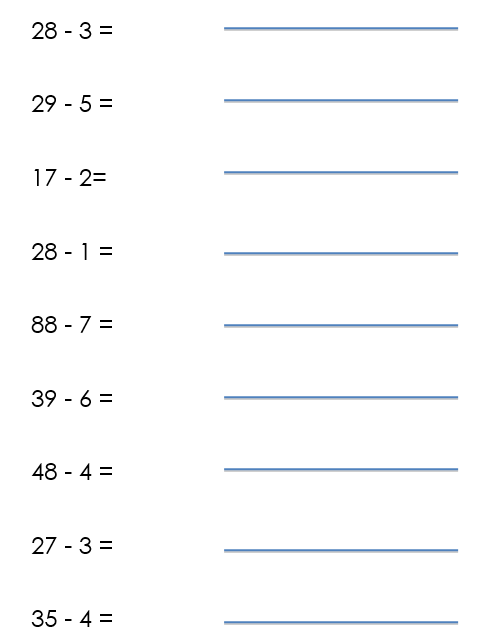 28 - 3 =
29 - 5 =
17 - 2=
28 - 1 =
88 - 7 =
39 - 6 =
48 - 4 =
27 - 3 =
35 - 4 =